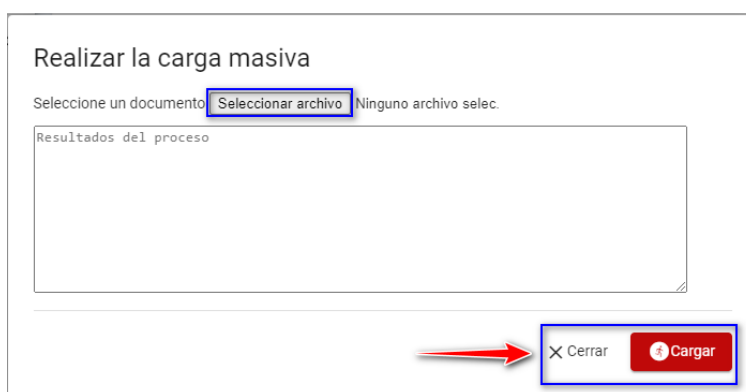 Realizar la carga masiva
Seleccione un documento Seleccionar archivo Ninguno archivo selec.
Resultados del proceso
Cerrar Cargar